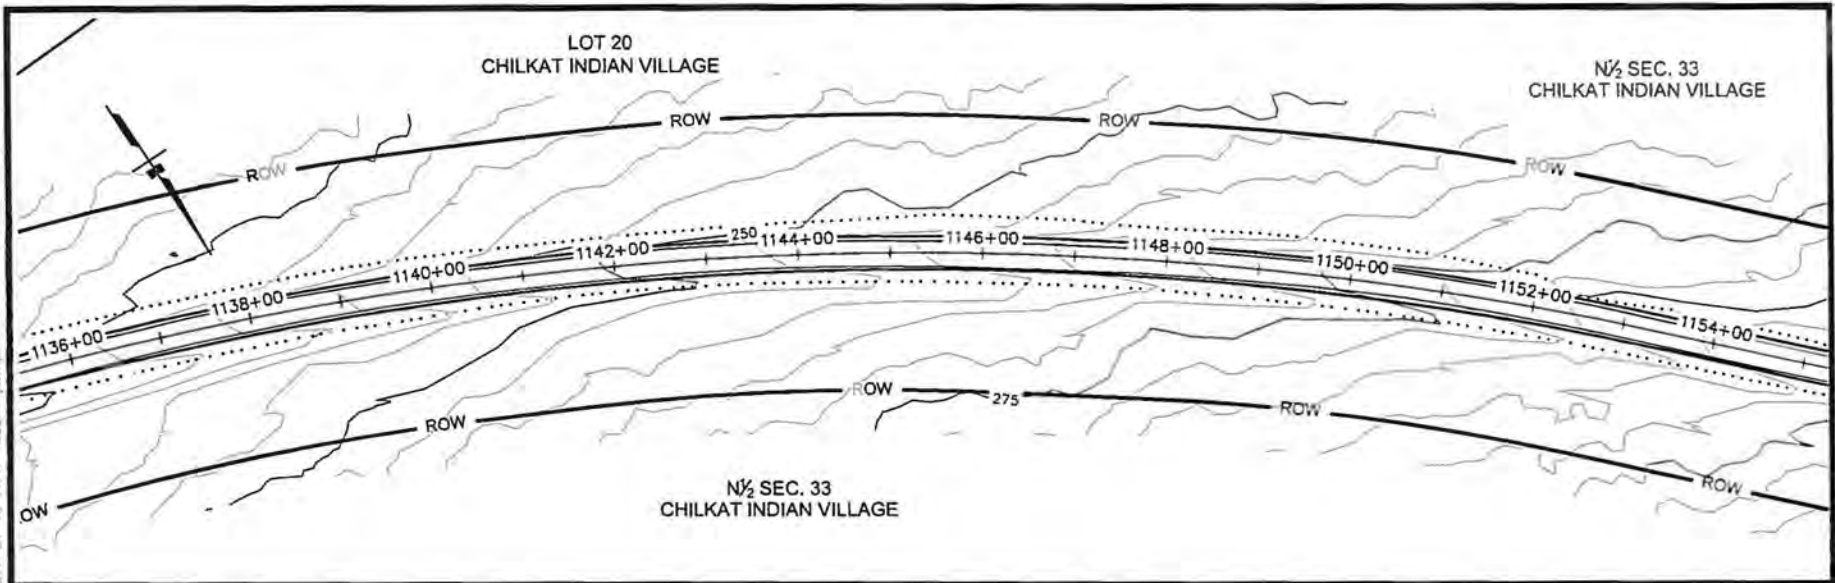 LOT 20
CHILKAT INDIAN VILLAGE
N½ SEC. 33
CHILKAT INDIAN VILLAGE
ROW
ROW
ROW
ROW
250
1136+00
1138+00
1140+00
1142+00
1144+00
1146+00
1148+00
1150+00
1152+00
1154+00
ROW
ROW
275
ROW
ROW
OW
N½ SEC. 33
CHILKAT INDIAN VILLAGE